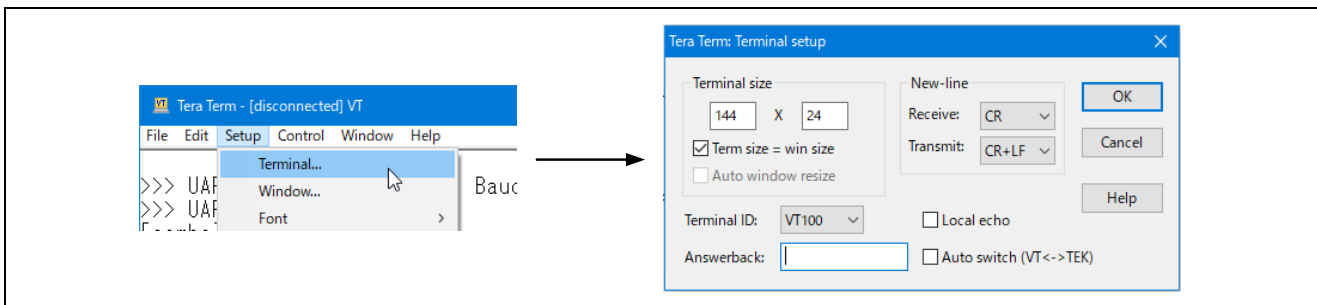 Tera Term - [disconnected] VT
File Edit Setup Control Window Help
Terminal...
>>> UAR Baud
Window...
>>> UAR
Font >
Tera Term: Terminal setup
Terminal size
144 X 24
Term size = win size
Auto window resize
New-line
Receive: CR
Transmit: CR+LF
OK
Cancel
Help
Terminal ID: VT100
Local echo
Answerback:
Auto switch (VT<->TEK)